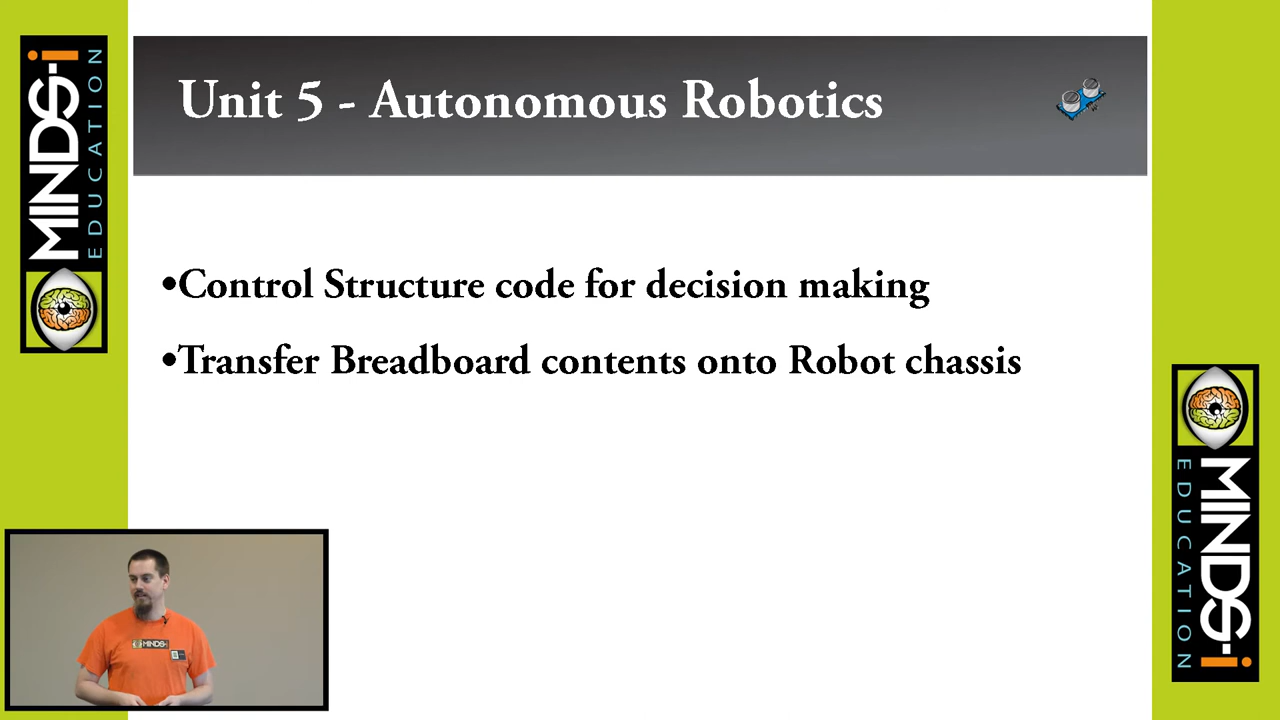 MINDS-i
EDUCATION
Unit 5 - Autonomous Robotics
•Control Structure code for decision making
•Transfer Breadboard contents onto Robot chassis
MINDS-i
MINDS-i
EDUCATION